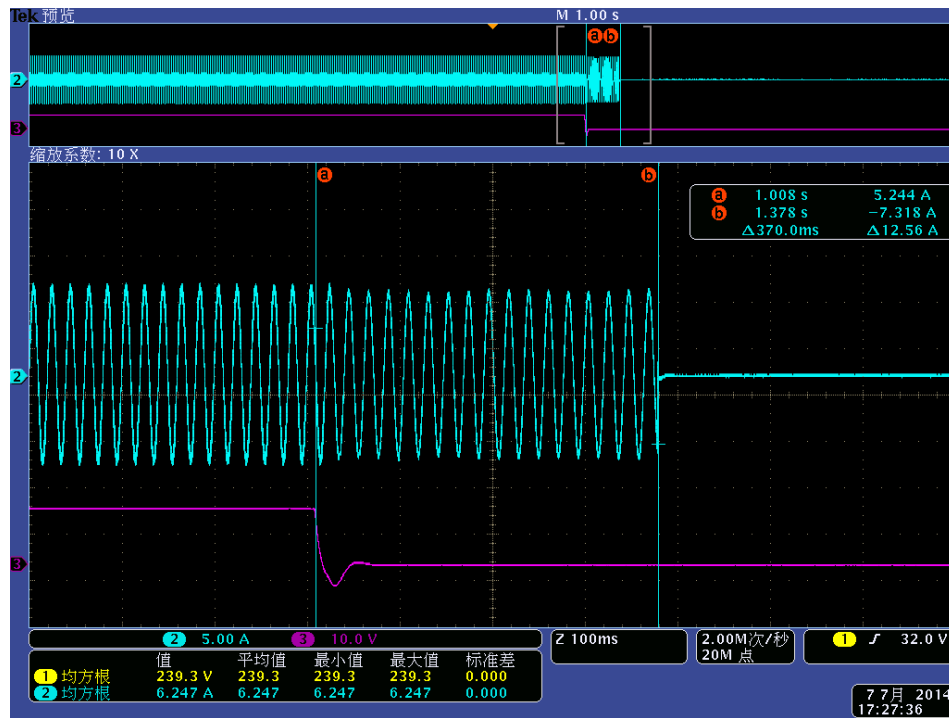 Tek 预览 M 1.00 s
a b
2
3
缩放系数: 10 X
a b
a 1.008 s 5.244 A
b 1.378 s −7.318 A
Δ370.0ms Δ12.56 A
2
3
2 5.00 A 3 10.0 V Z 100ms 2.00M次/秒 1 32.0 V
20M 点
值 平均值 最小值 最大值 标准差
1 均方根 239.3 V 239.3 239.3 239.3 0.000
2 均方根 6.247 A 6.247 6.247 6.247 0.000
7 7月 2014
17:27:36